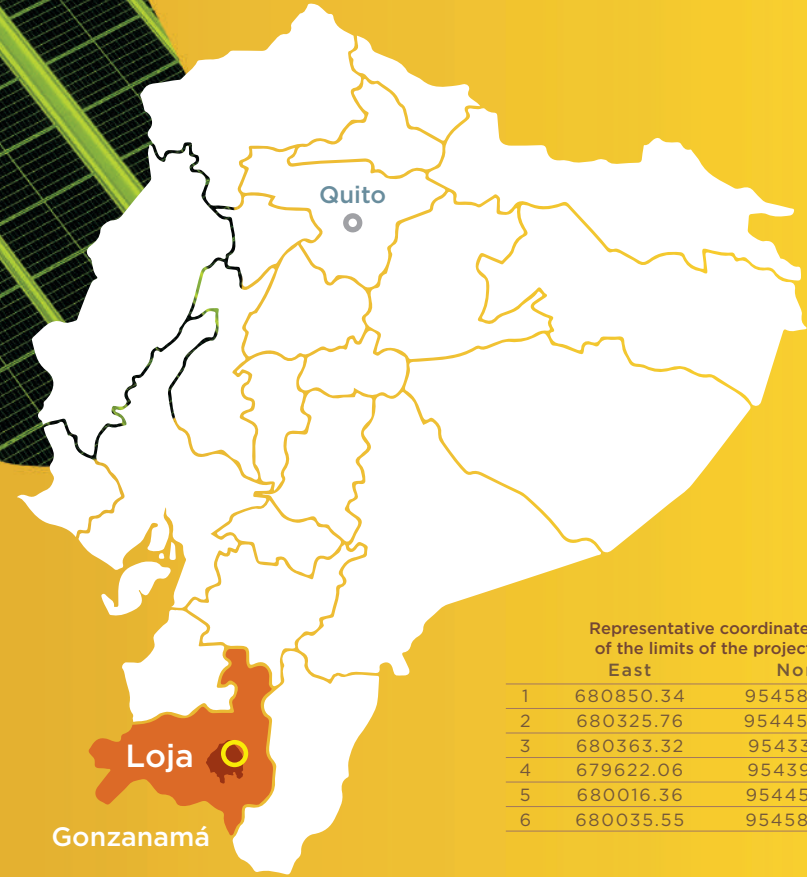 Quito
Representative coordinate
of the limits of the project
East No
1 680850.34 95458
2 680325.76 95445
3 680363.32 95433
4 679622.06 95439
5 680016.36 95445
6 680035.55 95458
Loja
Gonzanamá